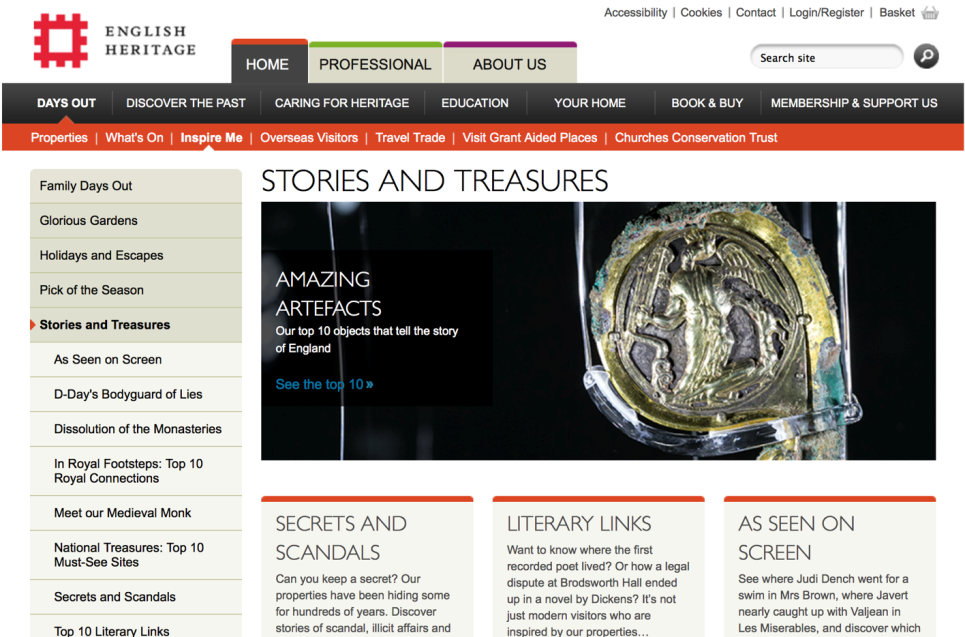 Accessibility | Cookies | Contact | Login/Register | Basket
ENGLISH
HERITAGE
HOME
PROFESSIONAL
ABOUT US
Search site
DAYS OUT
DISCOVER THE PAST
CARING FOR HERITAGE
EDUCATION
YOUR HOME
BOOK & BUY
MEMBERSHIP & SUPPORT US
Properties | What's On | Inspire Me | Overseas Visitors | Travel Trade | Visit Grant Aided Places | Churches Conservation Trust
Family Days Out
Glorious Gardens
Holidays and Escapes
Pick of the Season
Stories and Treasures
As Seen on Screen
D-Day's Bodyguard of Lies
Dissolution of the Monasteries
In Royal Footsteps: Top 10
Royal Connections
Meet our Medieval Monk
National Treasures: Top 10
Must-See Sites
Secrets and Scandals
Top 10 Literary Links
STORIES AND TREASURES
AMAZING
ARTEFACTS
Our top 10 objects that tell the story
of England
See the top 10 »
SECRETS AND
SCANDALS
Can you keep a secret? Our
properties have been hiding some
for hundreds of years. Discover
stories of scandal, illicit affairs and
LITERARY LINKS
Want to know where the first
recorded poet lived? Or how a legal
dispute at Brodsworth Hall ended
up in a novel by Dickens? It's not
just modern visitors who are
inspired by our properties…
AS SEEN ON
SCREEN
See where Judi Dench went for a
swim in Mrs Brown, where Javert
nearly caught up with Valjean in
Les Miserables, and discover which